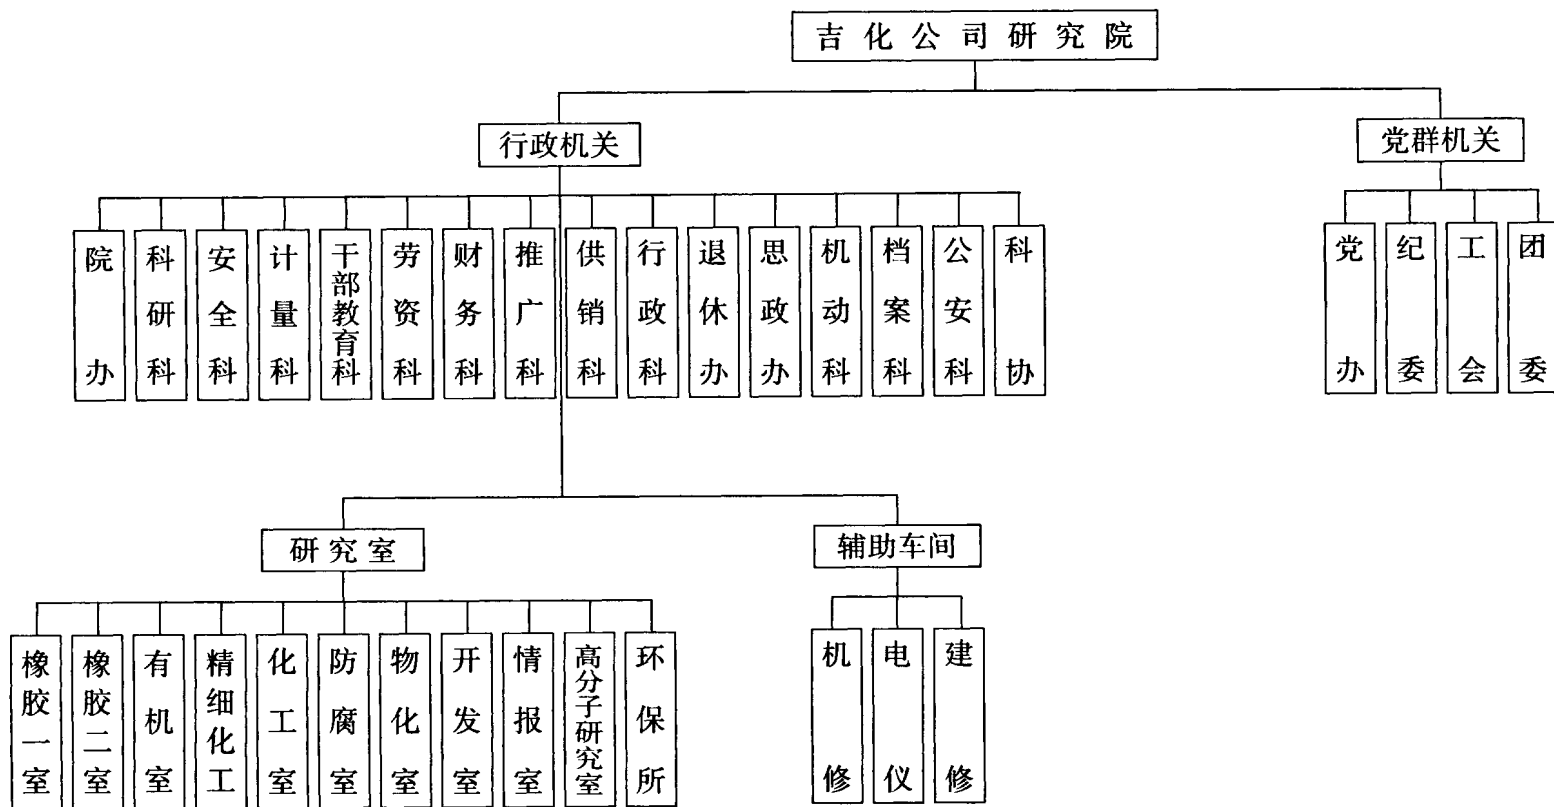 吉化公司研究院
行政机关
党群机关
院办
科研科
安全科
计量科
干部教育科
劳资科
财务科
推广科
供销科
行政科
退休办
思政办
机动科
档案科
公安科
科协
党办
纪委
工会
团委
研究室
辅助车间
橡胶一室
橡胶二室
有机室
精细化工
化工室
防腐室
物化室
开发室
情报室
高分子研究室
环保所
机修
电仪
建修